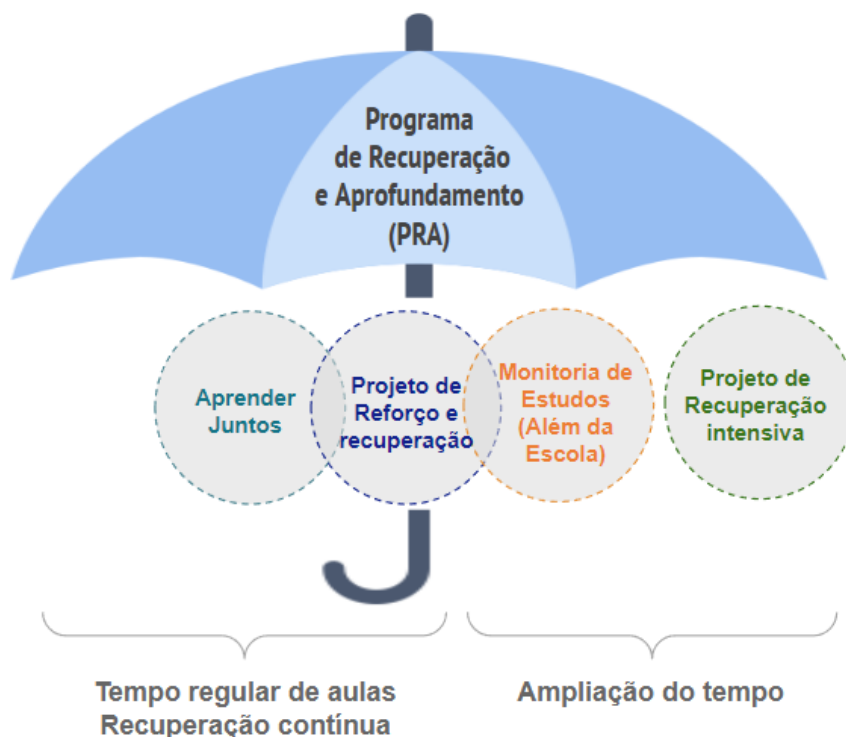 Programa
de Recuperação
e Aprofundamento
(PRA)
Aprender
Juntos
Projeto de
Reforço e
recuperação
Monitoria de
Estudos
(Além da
Escola)
Projeto de
Recuperação
intensiva
Tempo regular de aulas
Recuperação contínua
Ampliação do tempo